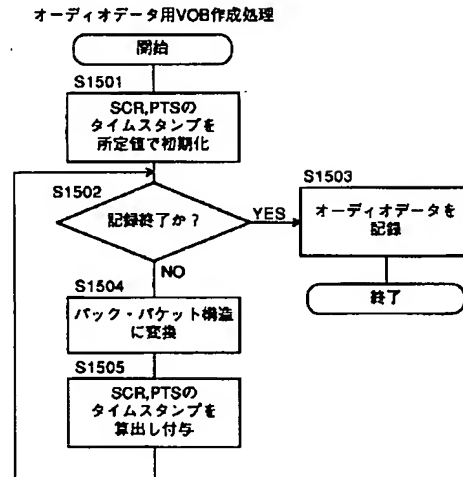 オーディオデータ用VOB作成処理
開始
S1501
SCR,PTSの
タイムスタンプを
所定値で初期化
S1502
記録終了か？
YES
S1503
オーディオデータを
記録
終了
NO
S1504
パック・パケット構造
に変換
S1505
SCR,PTSの
タイムスタンプを
算出し付与